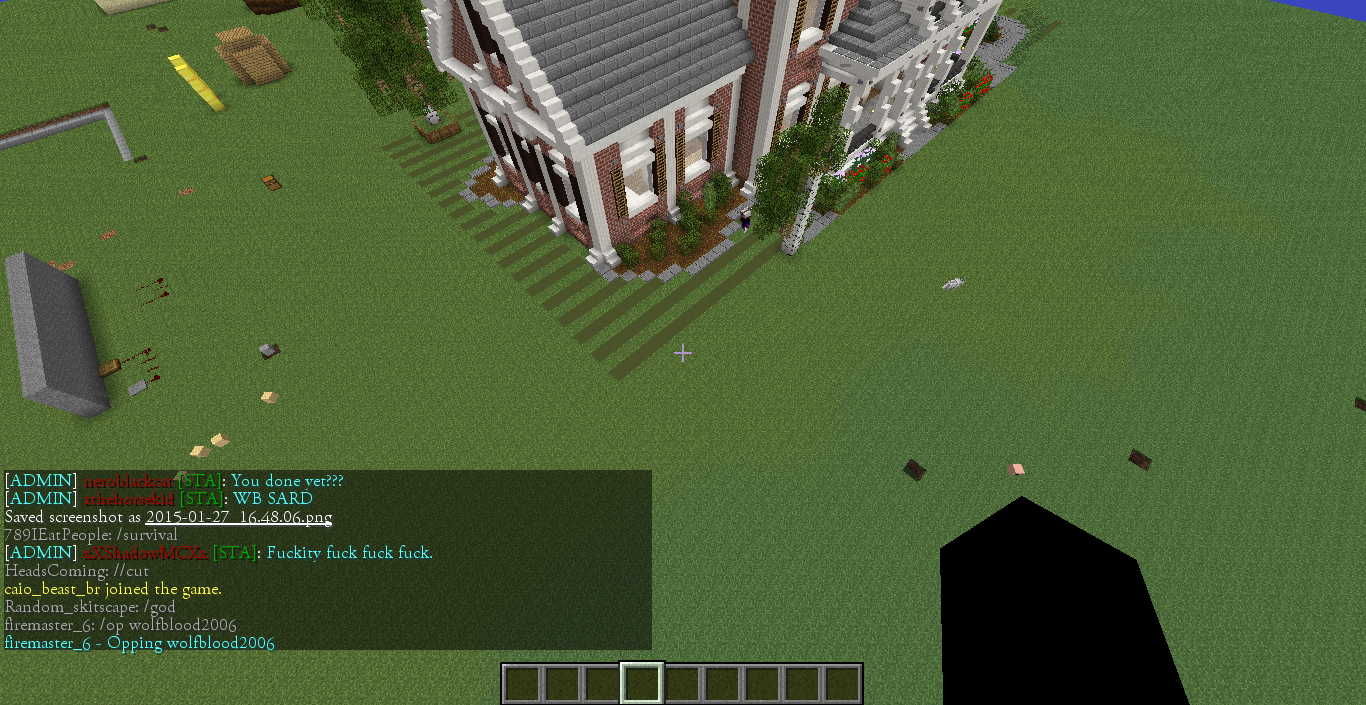 [ADMIN] neroblackout [STA]: You done yet???
[ADMIN] sthehorsekid [STA]: WB SARD
Saved screenshot as 2015-01-27_16.48.06.png
789IEatPeople: /survival
[ADMIN] xXShadowMCXx [STA]: Fuckity fuck fuck fuck.
HeadsComing: //cut
caio_beast_br joined the game.
Random_skitscape: /god
firemaster_6: /op wolfblood2006
firemaster_6 - Opping wolfblood2006